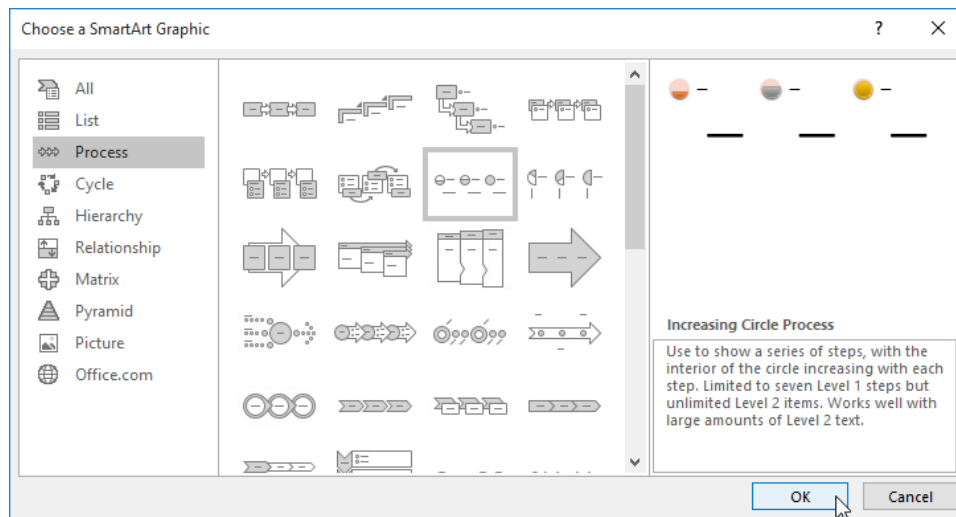 Choose a SmartArt Graphic
?
All
List
Process
Cycle
Hierarchy
Relationship
Matrix
Pyramid
Picture
Office.com
Increasing Circle Process
Use to show a series of steps, with the
interior of the circle increasing with each
step. Limited to seven Level 1 steps but
unlimited Level 2 items. Works well with
large amounts of Level 2 text.
OK
Cancel